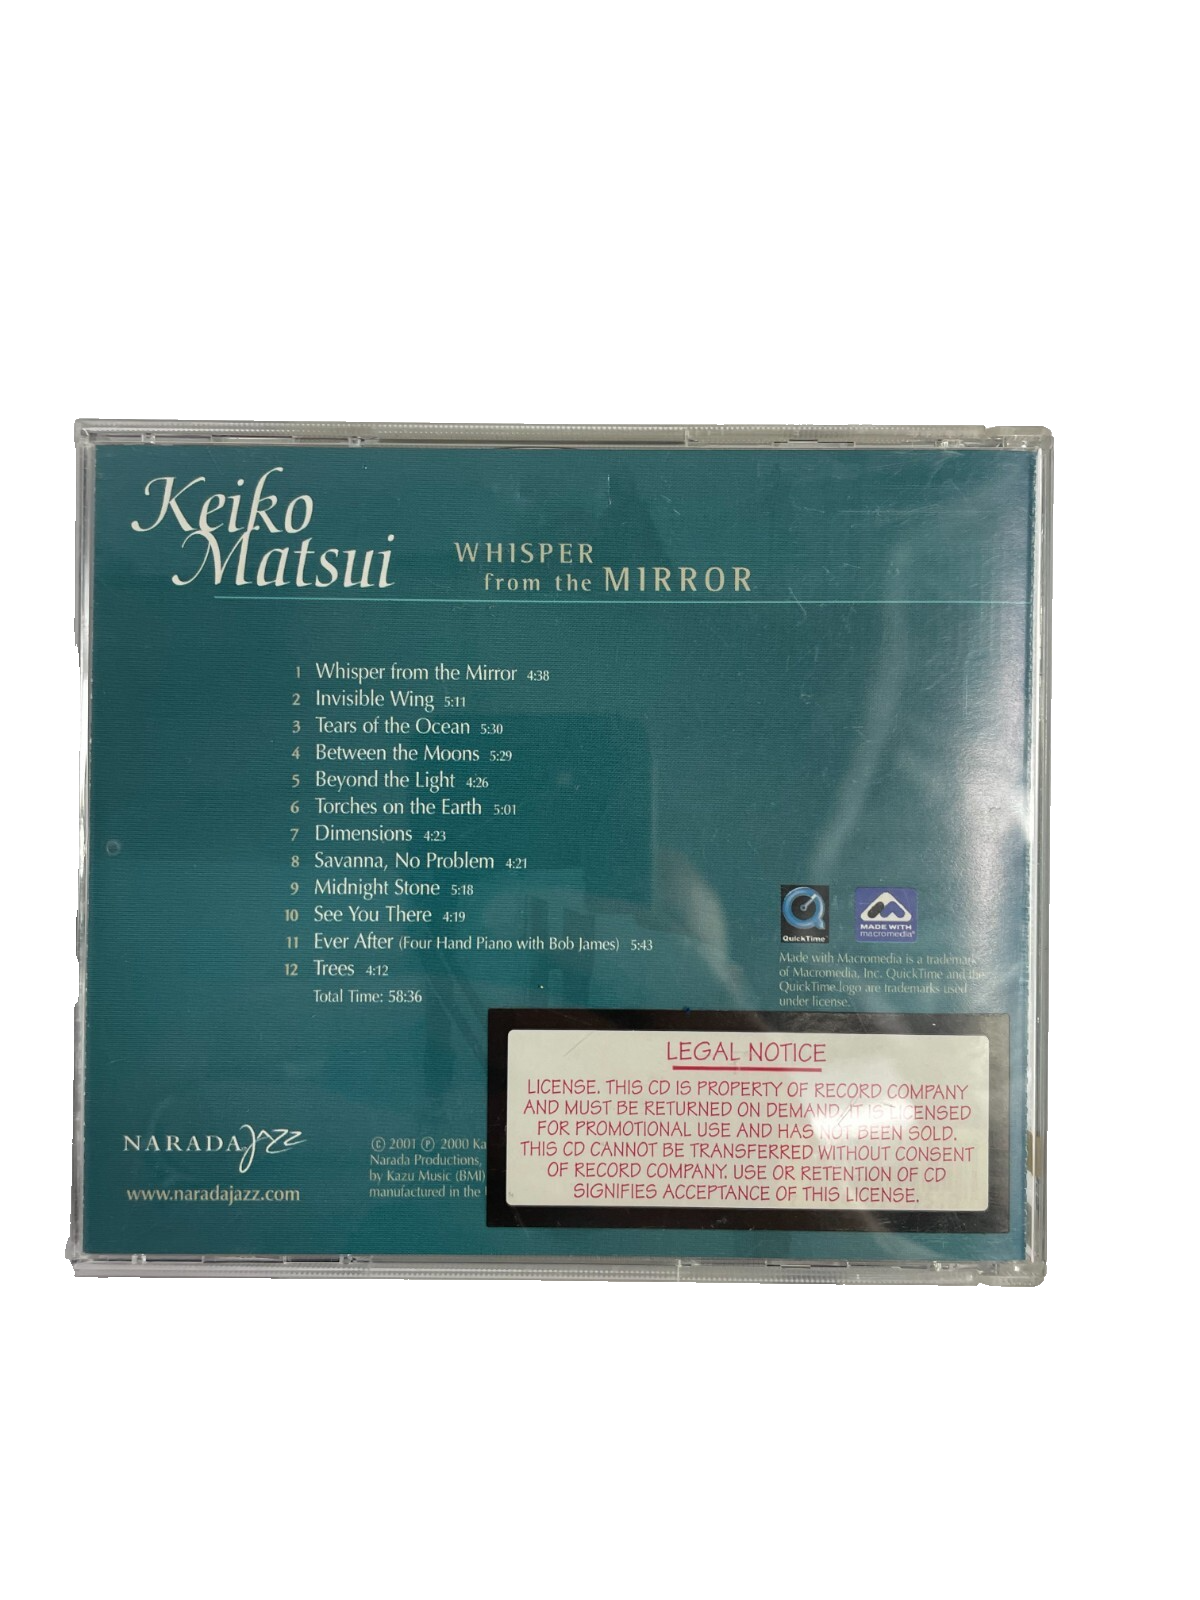 Keiko
Matsui
WHISPER
from the MIRROR
1 Whisper from the Mirror 4:38
2 Invisible Wing 5:11
3 Tears of the Ocean 5:30
4 Between the Moons 5:29
5 Beyond the Light 4:26
6 Torches on the Earth 5:01
7 Dimensions 4:23
8 Savanna, No Problem 4:21
9 Midnight Stone 5:18
10 See You There 4:19
11 Ever After (Four Hand Piano with Bob James) 5:43
12 Trees 4:12
Total Time: 58:36
QuickTime
MADE WITH
macromedia®
Made with Macromedia is a trademark
of Macromedia, Inc. QuickTime and the
QuickTime logo are trademarks used
under license.
LEGAL NOTICE
LICENSE. THIS CD IS PROPERTY OF RECORD COMPANY
AND MUST BE RETURNED ON DEMAND. IT IS LICENSED
FOR PROMOTIONAL USE AND HAS NOT BEEN SOLD.
THIS CD CANNOT BE TRANSFERRED WITHOUT CONSENT
OF RECORD COMPANY. USE OR RETENTION OF CD
SIGNIFIES ACCEPTANCE OF THIS LICENSE.
NARADA Jazz
www.naradajazz.com
© 2001 ℗ 2000 Ka
Narada Productions,
by Kazu Music (BMI)
manufactured in the